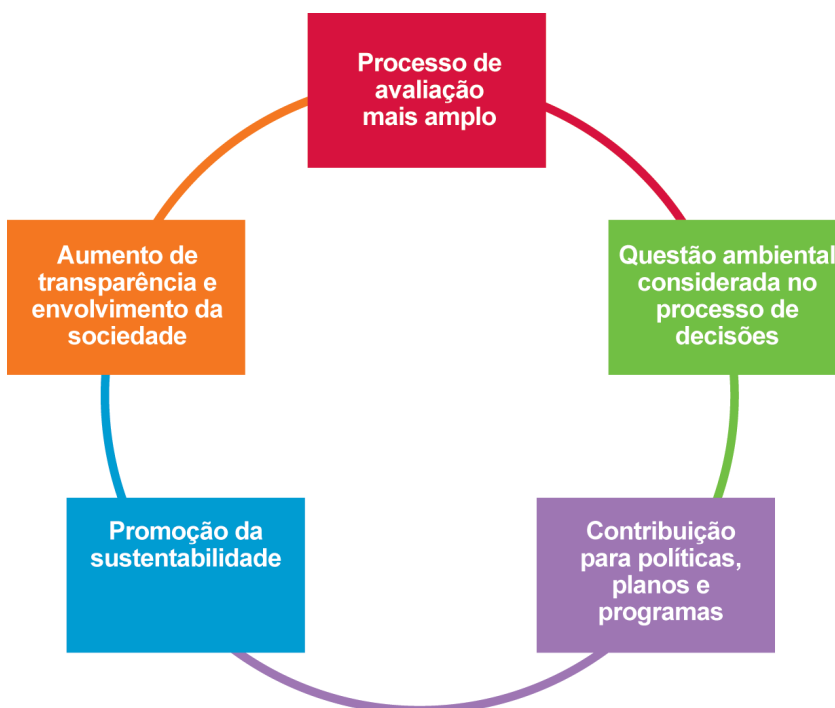 Processo de
avaliação
mais amplo
Questão ambiental
considerada no
processo de
decisões
Contribuição
para políticas,
planos e
programas
Promoção da
sustentabilidade
Aumento de
transparência e
envolvimento da
sociedade